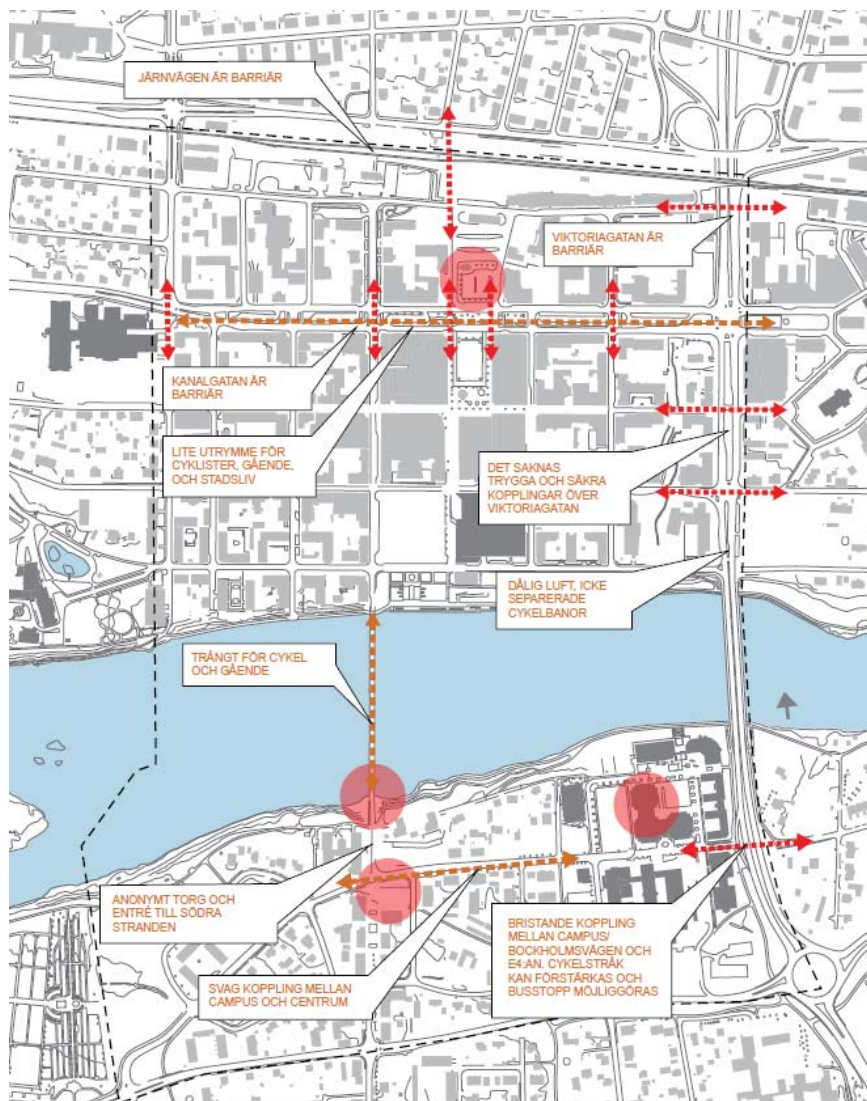 JÄRNVÄGEN ÄR BARRIÄR
VIKTORIAGATAN ÄR
BARRIÄR
KANALGATAN ÄR
BARRIÄR
LITE UTRYMME FÖR
CYKLISTER, GÅENDE,
OCH STADSLIV
DET SAKNAS
TRYGGA OCH SÄKRA
KOPPLINGAR ÖVER
VIKTORIAGATAN
DÅLIG LUFT, ICKE
SEPARERADE
CYKELBANOR
TRÅNGT FÖR CYKEL
OCH GÅENDE
ANONYMT TORG OCH
ENTRÉ TILL SÖDRA
STRANDEN
SVAG KOPPLING MELLAN
CAMPUS OCH CENTRUM
BRISTANDE KOPPLING
MELLAN CAMPUS/
BOCKHOLMSVÄGEN OCH
E4:AN. CYKELSTRÅK
KAN FÖRSTÄRKAS OCH
BUSSTOPP MÖJLIGGÖRAS